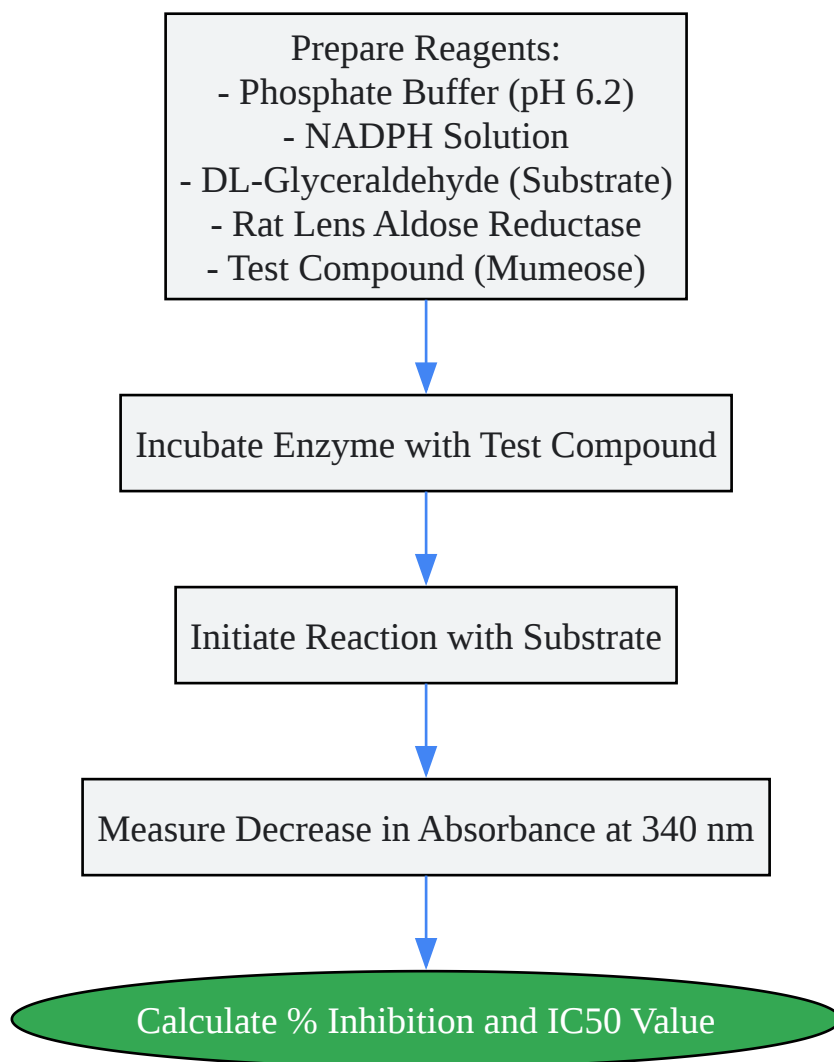 Prepare Reagents:
- Phosphate Buffer (pH 6.2)
- NADPH Solution
- DL-Glyceraldehyde (Substrate)
- Rat Lens Aldose Reductase
- Test Compound (Mumeose)
Incubate Enzyme with Test Compound
Initiate Reaction with Substrate
Measure Decrease in Absorbance at 340 nm
Calculate % Inhibition and IC50 Value